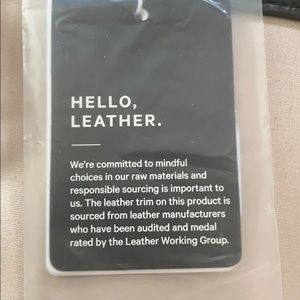 HELLO,
LEATHER.
We're committed to mindful
choices in our raw materials and
responsible sourcing is important to
us. The leather trim on this product is
sourced from leather manufacturers
who have been audited and medal
rated by the Leather Working Group.